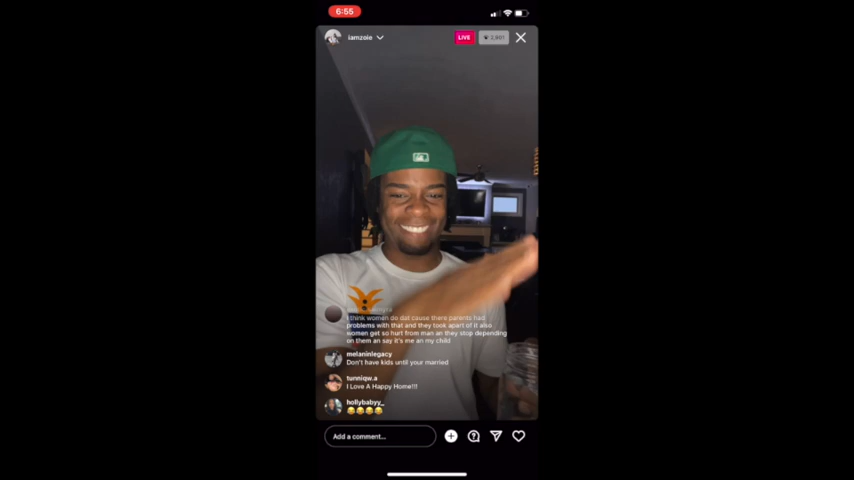 6:55
iamzoie
LIVE
I think women do dat cause there parents had
problems with that and they took apart of it also
women get so hurt from man an they stop depending
on them an say it's me an my child
melaninlegacy
Don't have kids until your married
tunniqw.a
I Love A Happy Home!!!
hollybabyy_
😂😂😂😂
Add a comment...